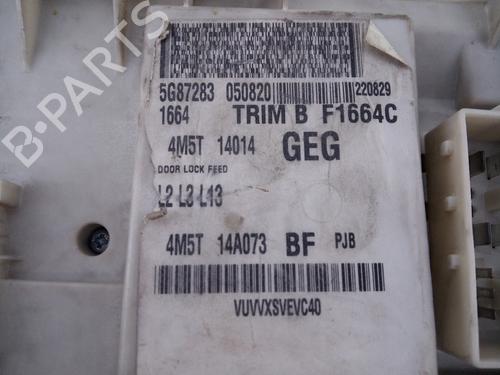 5G87283 050820 220829
1664 TRIM B F1664C
4M5T 14014 GEG
DOOR LOCK FEED
L2 L3 L13
4M5T 14A073 BF PJB
VUVVXSVEVC40
B-PARTS